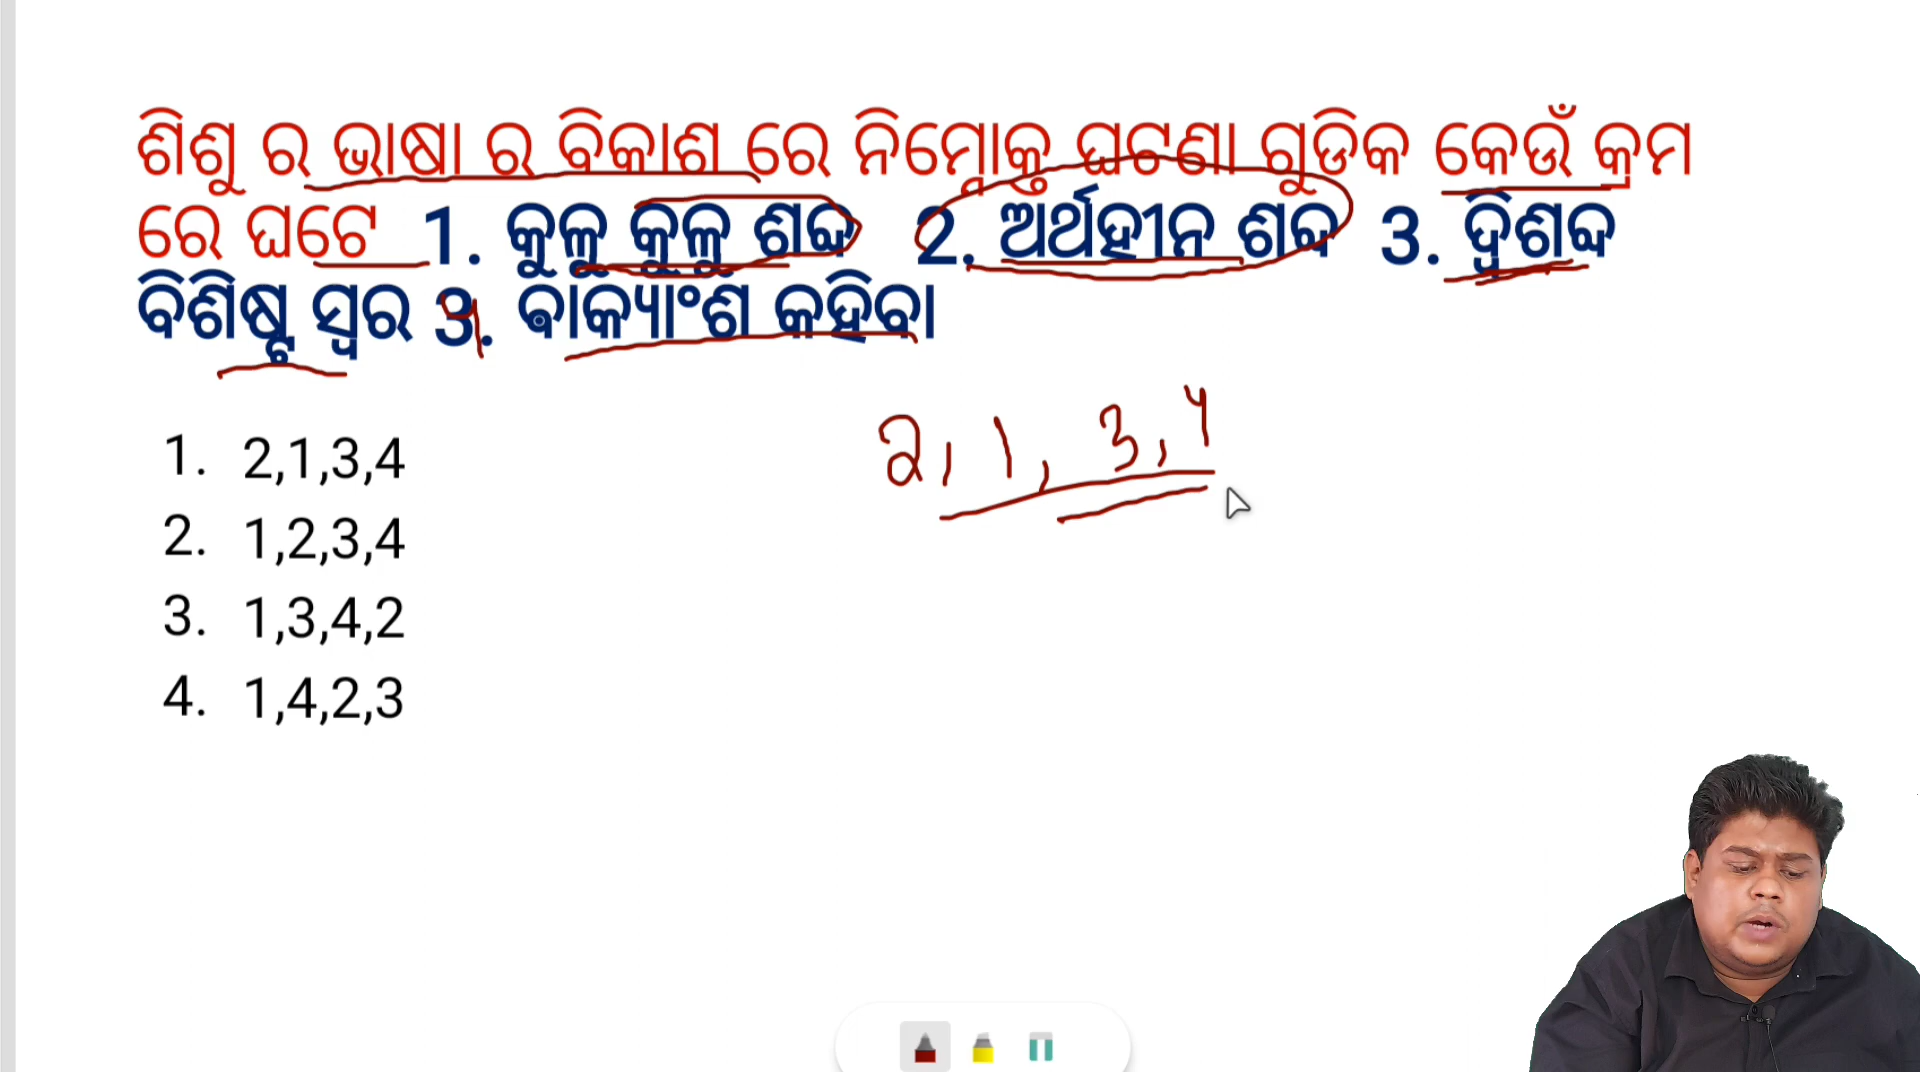 ଶିଶୁ ର ଭାଷା ର ବିକାଶ ରେ ନିମ୍ନୋକ୍ତ ଘଟଣା ଗୁଡିକ କେଉଁ କ୍ରମ
ରେ ଘଟେ 1. କୁଳୁ କୁଳୁ ଶବ୍ଦ 2. ଅର୍ଥହୀନ ଶବ୍ଦ 3. ଦ୍ୱିଶବ୍ଦ
ବିଶିଷ୍ଟ ସ୍ୱର 4. ବାକ୍ୟାଂଶ କହିବା
2, 1, 3, 4
1. 2,1,3,4
2. 1,2,3,4
3. 1,3,4,2
4. 1,4,2,3